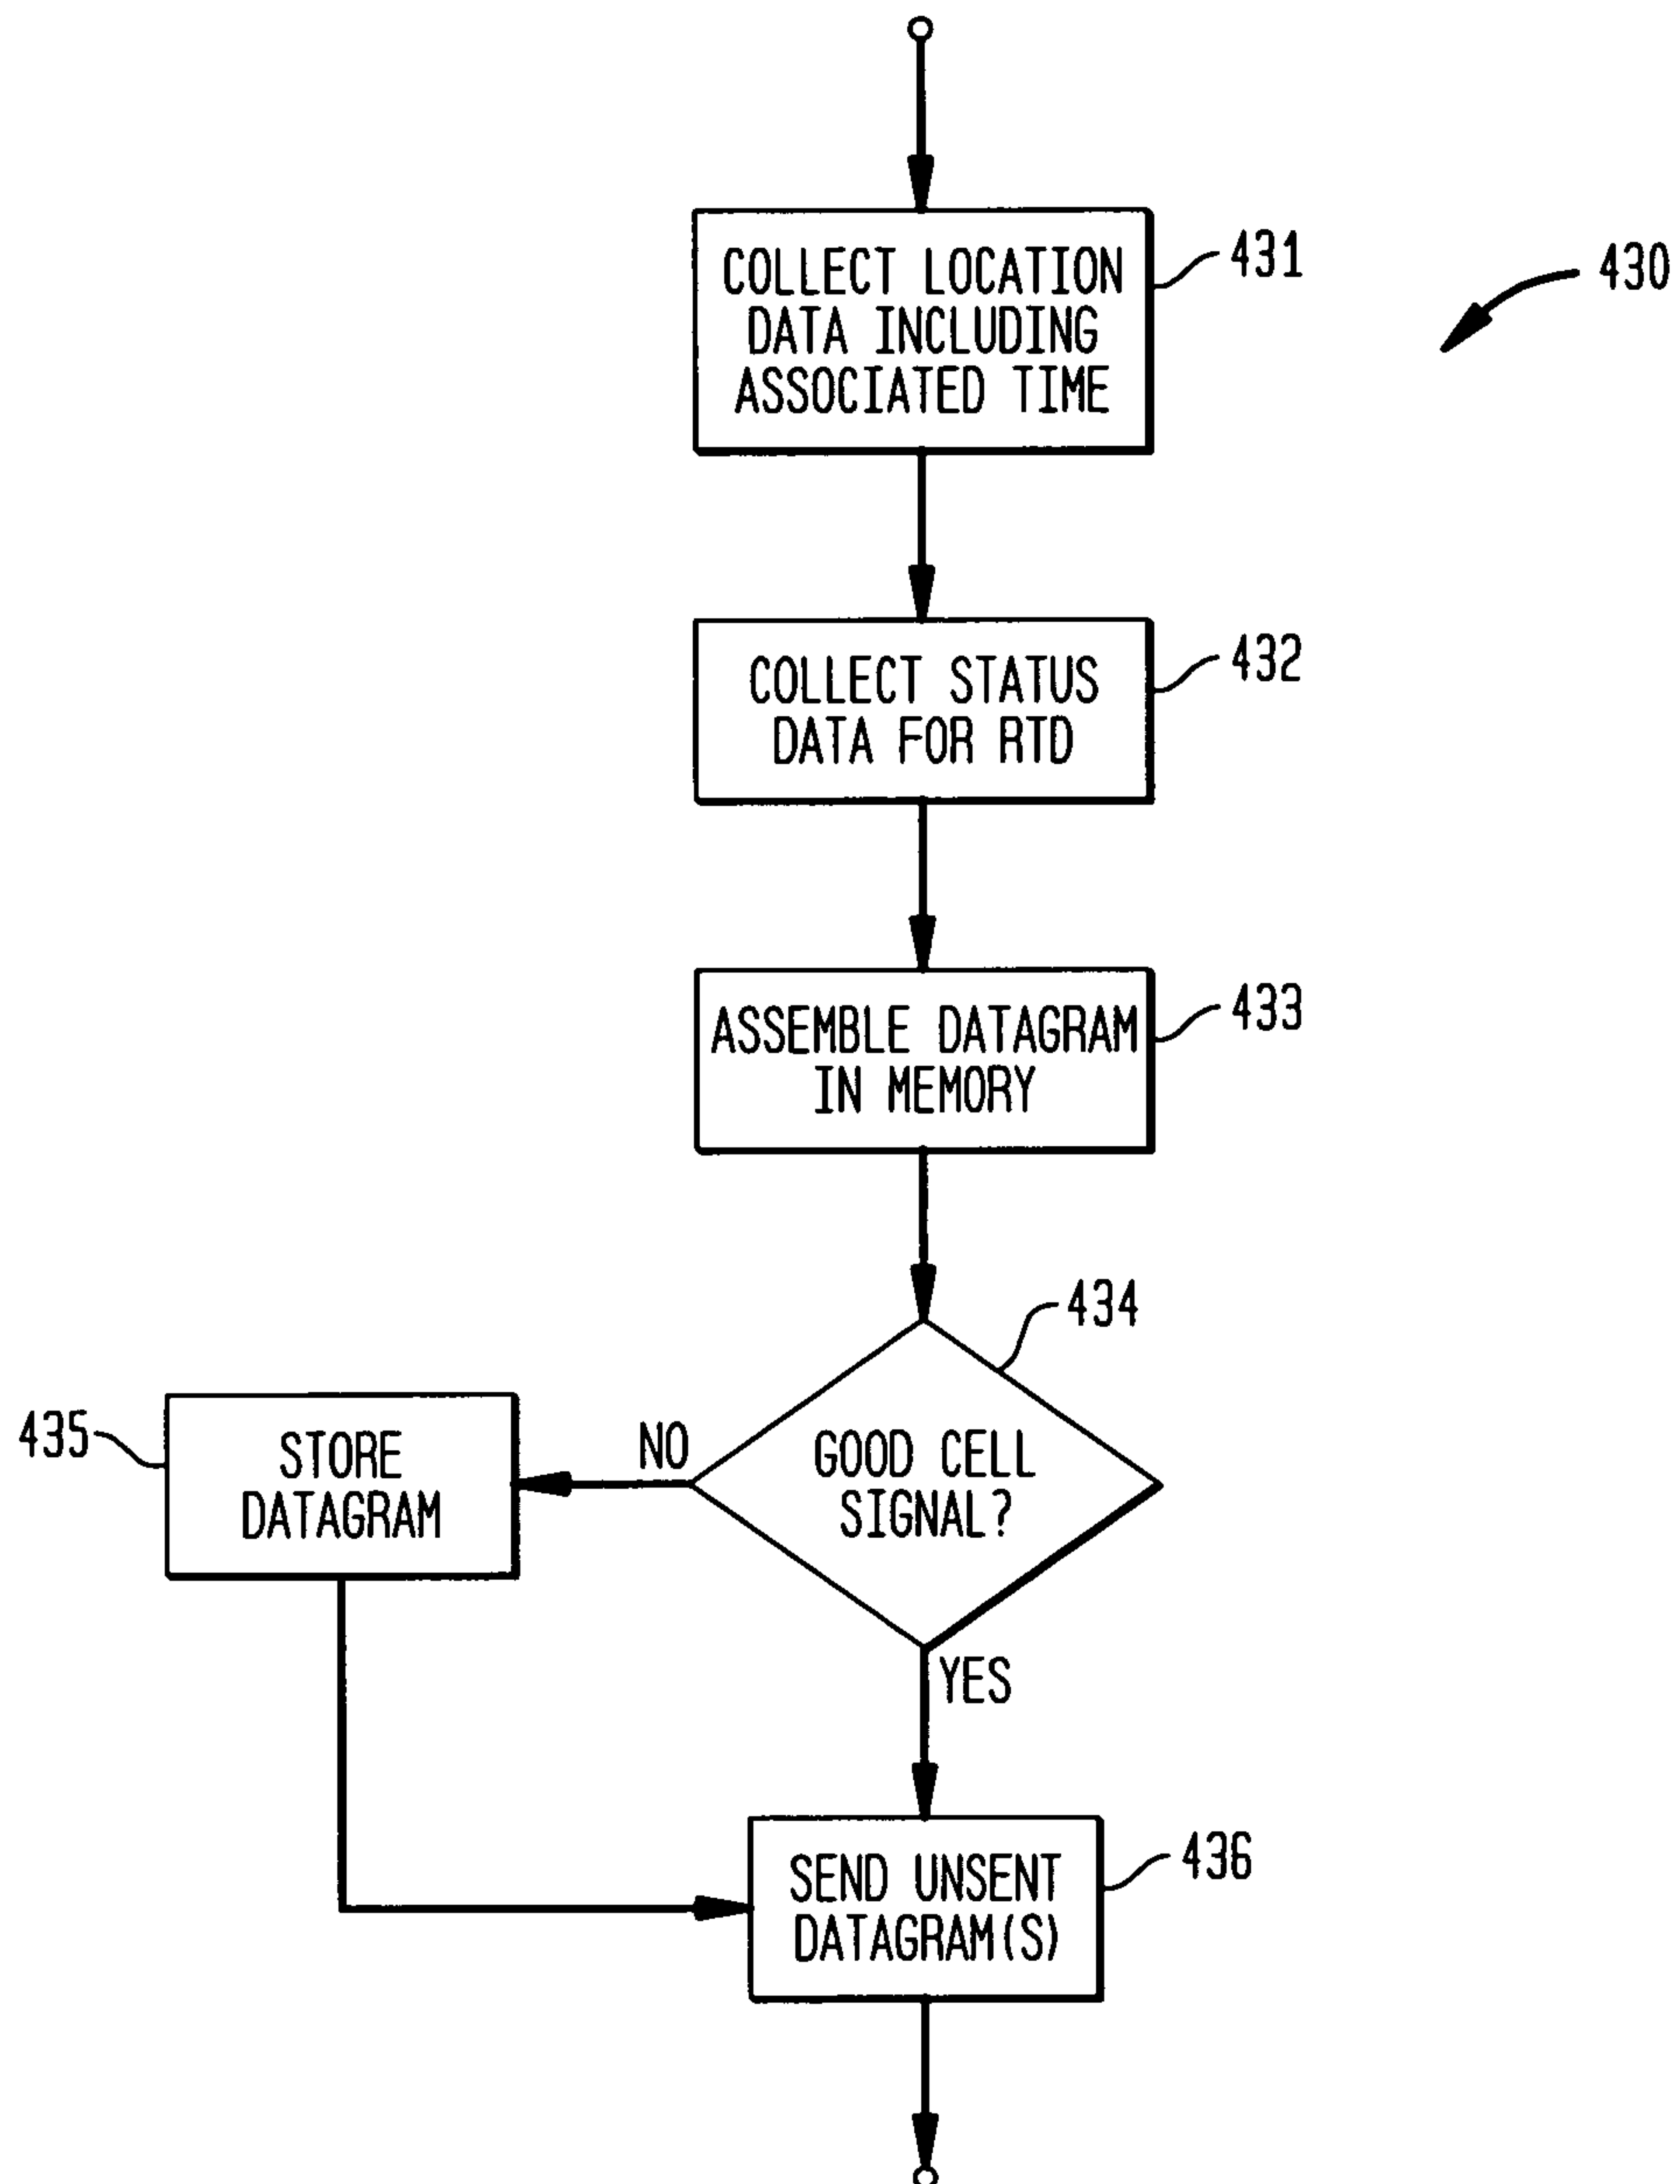 COLLECT LOCATION
DATA INCLUDING
ASSOCIATED TIME
431
430
COLLECT STATUS
DATA FOR RTD
432
ASSEMBLE DATAGRAM
IN MEMORY
433
434
GOOD CELL
SIGNAL?
NO
435
STORE
DATAGRAM
YES
SEND UNSENT
DATAGRAM(S)
436